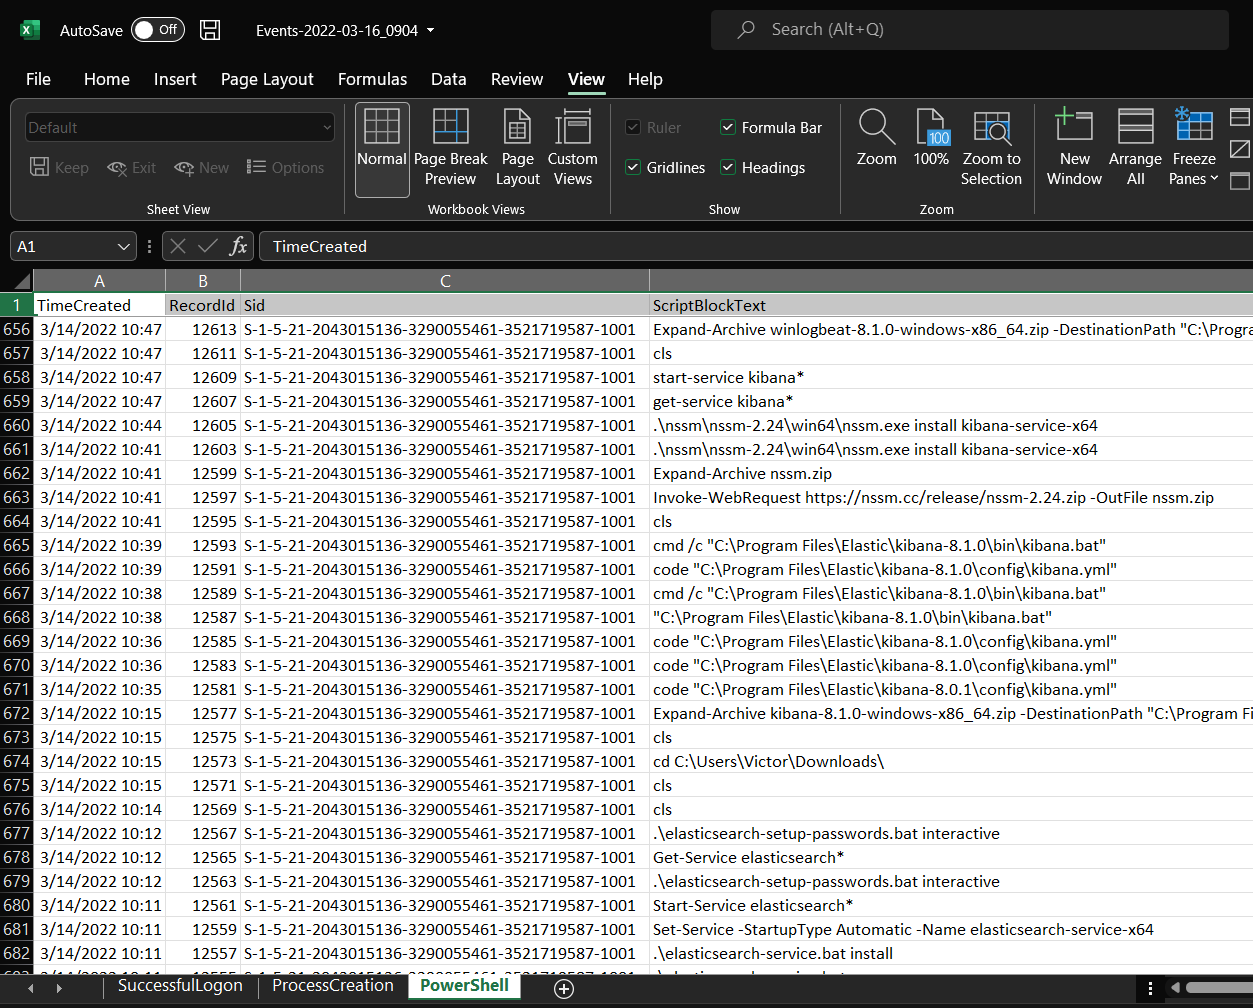 AutoSave Off Events-2022-03-16_0904 Search (Alt+Q)
File Home Insert Page Layout Formulas Data Review View Help
Default
Keep Exit New Options
Sheet View
Normal Page Break Preview Page Layout Custom Views
Workbook Views
Ruler Formula Bar
Gridlines Headings
Show
Zoom 100% Zoom to Selection
100
Zoom
New Window Arrange All Freeze Panes
A1 fx TimeCreated
A B C
1 TimeCreated RecordId Sid ScriptBlockText
656 3/14/2022 10:47 12613 S-1-5-21-2043015136-3290055461-3521719587-1001 Expand-Archive winlogbeat-8.1.0-windows-x86_64.zip -DestinationPath "C:\Progra
657 3/14/2022 10:47 12611 S-1-5-21-2043015136-3290055461-3521719587-1001 cls
658 3/14/2022 10:47 12609 S-1-5-21-2043015136-3290055461-3521719587-1001 start-service kibana*
659 3/14/2022 10:47 12607 S-1-5-21-2043015136-3290055461-3521719587-1001 get-service kibana*
660 3/14/2022 10:44 12605 S-1-5-21-2043015136-3290055461-3521719587-1001 .\nssm\nssm-2.24\win64\nssm.exe install kibana-service-x64
661 3/14/2022 10:41 12603 S-1-5-21-2043015136-3290055461-3521719587-1001 .\nssm\nssm-2.24\win64\nssm.exe install kibana-service-x64
662 3/14/2022 10:41 12599 S-1-5-21-2043015136-3290055461-3521719587-1001 Expand-Archive nssm.zip
663 3/14/2022 10:41 12597 S-1-5-21-2043015136-3290055461-3521719587-1001 Invoke-WebRequest https://nssm.cc/release/nssm-2.24.zip -OutFile nssm.zip
664 3/14/2022 10:41 12595 S-1-5-21-2043015136-3290055461-3521719587-1001 cls
665 3/14/2022 10:39 12593 S-1-5-21-2043015136-3290055461-3521719587-1001 cmd /c "C:\Program Files\Elastic\kibana-8.1.0\bin\kibana.bat"
666 3/14/2022 10:39 12591 S-1-5-21-2043015136-3290055461-3521719587-1001 code "C:\Program Files\Elastic\kibana-8.1.0\config\kibana.yml"
667 3/14/2022 10:38 12589 S-1-5-21-2043015136-3290055461-3521719587-1001 cmd /c "C:\Program Files\Elastic\kibana-8.1.0\bin\kibana.bat"
668 3/14/2022 10:38 12587 S-1-5-21-2043015136-3290055461-3521719587-1001 "C:\Program Files\Elastic\kibana-8.1.0\bin\kibana.bat"
669 3/14/2022 10:36 12585 S-1-5-21-2043015136-3290055461-3521719587-1001 code "C:\Program Files\Elastic\kibana-8.1.0\config\kibana.yml"
670 3/14/2022 10:36 12583 S-1-5-21-2043015136-3290055461-3521719587-1001 code "C:\Program Files\Elastic\kibana-8.1.0\config\kibana.yml"
671 3/14/2022 10:35 12581 S-1-5-21-2043015136-3290055461-3521719587-1001 code "C:\Program Files\Elastic\kibana-8.0.1\config\kibana.yml"
672 3/14/2022 10:15 12577 S-1-5-21-2043015136-3290055461-3521719587-1001 Expand-Archive kibana-8.1.0-windows-x86_64.zip -DestinationPath "C:\Program Fi
673 3/14/2022 10:15 12575 S-1-5-21-2043015136-3290055461-3521719587-1001 cls
674 3/14/2022 10:15 12573 S-1-5-21-2043015136-3290055461-3521719587-1001 cd C:\Users\Victor\Downloads\
675 3/14/2022 10:15 12571 S-1-5-21-2043015136-3290055461-3521719587-1001 cls
676 3/14/2022 10:14 12569 S-1-5-21-2043015136-3290055461-3521719587-1001 cls
677 3/14/2022 10:12 12567 S-1-5-21-2043015136-3290055461-3521719587-1001 .\elasticsearch-setup-passwords.bat interactive
678 3/14/2022 10:12 12565 S-1-5-21-2043015136-3290055461-3521719587-1001 Get-Service elasticsearch*
679 3/14/2022 10:12 12563 S-1-5-21-2043015136-3290055461-3521719587-1001 .\elasticsearch-setup-passwords.bat interactive
680 3/14/2022 10:11 12561 S-1-5-21-2043015136-3290055461-3521719587-1001 Start-Service elasticsearch*
681 3/14/2022 10:11 12559 S-1-5-21-2043015136-3290055461-3521719587-1001 Set-Service -StartupType Automatic -Name elasticsearch-service-x64
682 3/14/2022 10:11 12557 S-1-5-21-2043015136-3290055461-3521719587-1001 .\elasticsearch-service.bat install
SuccessfulLogon ProcessCreation PowerShell